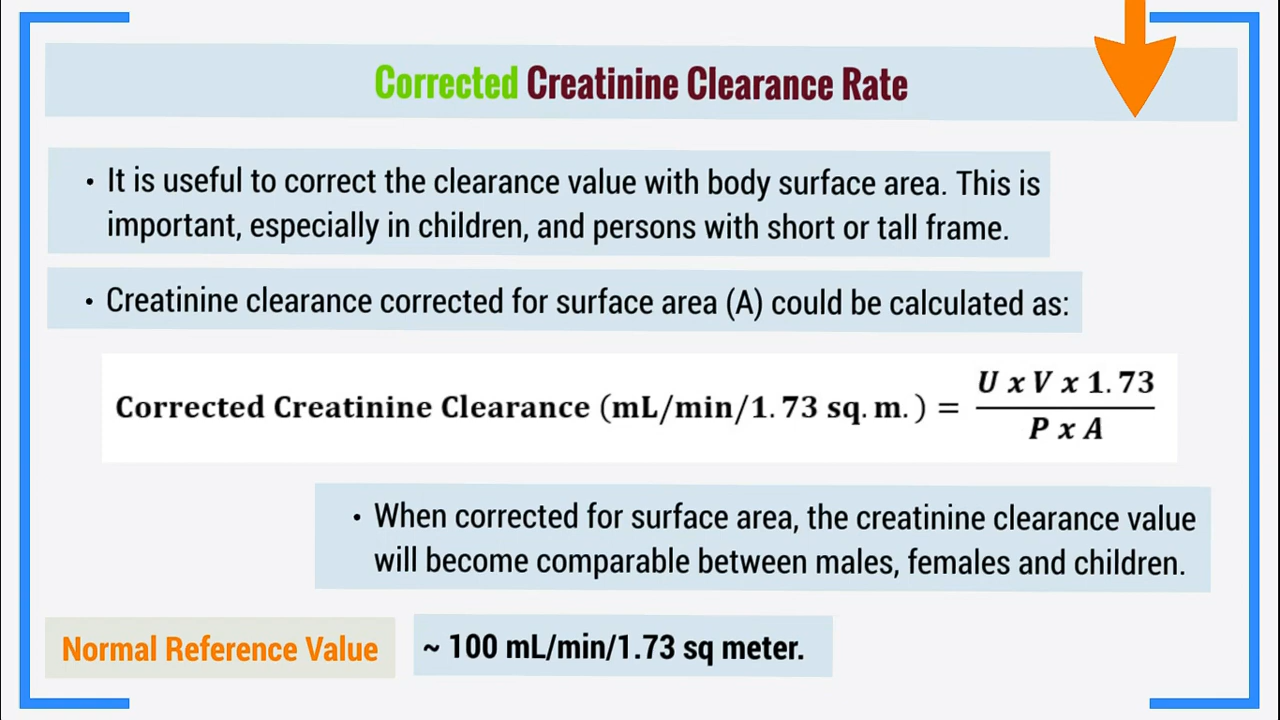 Corrected Creatinine Clearance Rate
• It is useful to correct the clearance value with body surface area. This is
important, especially in children, and persons with short or tall frame.
• Creatinine clearance corrected for surface area (A) could be calculated as:
Corrected Creatinine Clearance (mL/min/1.73 sq.m.) = U x V x 1.73 / P x A
• When corrected for surface area, the creatinine clearance value
will become comparable between males, females and children.
Normal Reference Value
~ 100 mL/min/1.73 sq meter.